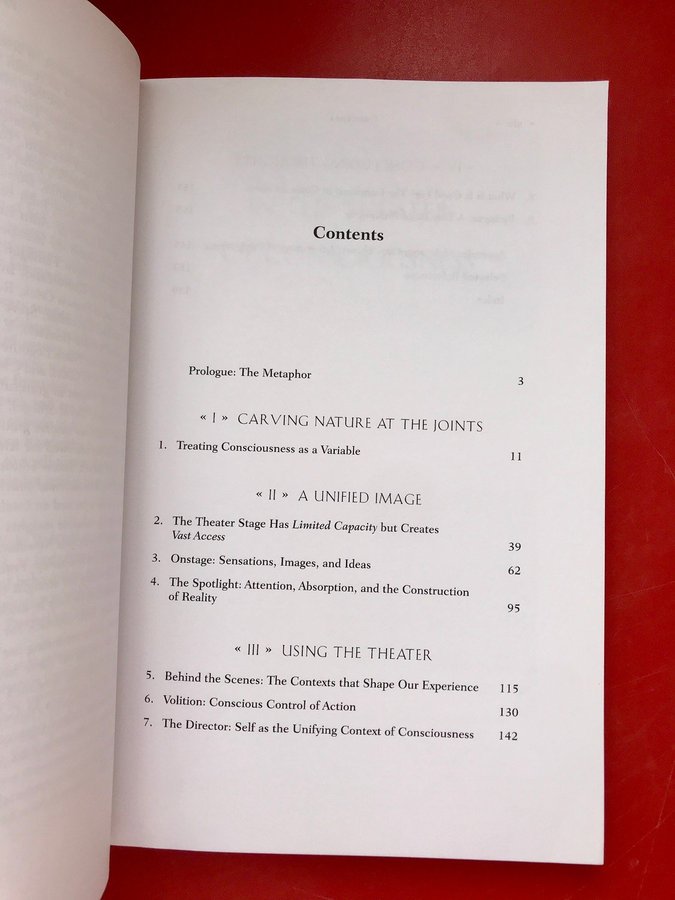 Contents
Prologue: The Metaphor 3
« I » CARVING NATURE AT THE JOINTS
1. Treating Consciousness as a Variable 11
« II » A UNIFIED IMAGE
2. The Theater Stage Has Limited Capacity but Creates
Vast Access 39
3. Onstage: Sensations, Images, and Ideas 62
4. The Spotlight: Attention, Absorption, and the Construction
of Reality 95
« III » USING THE THEATER
5. Behind the Scenes: The Contexts that Shape Our Experience 115
6. Volition: Conscious Control of Action 130
7. The Director: Self as the Unifying Context of Consciousness 142